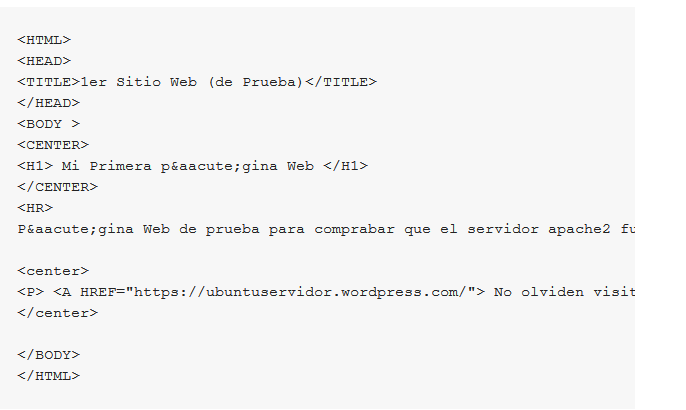 <HTML>
<HEAD>
<TITLE>1er Sitio Web (de Prueba)</TITLE>
</HEAD>
<BODY >
<CENTER>
<H1> Mi Primera p&aacute;gina Web </H1>
</CENTER>
<HR>
P&aacute;gina Web de prueba para comprabar que el servidor apache2 fu
<center>
<P> <A HREF="https://ubuntuservidor.wordpress.com/"> No olviden visit
</center>
</BODY>
</HTML>